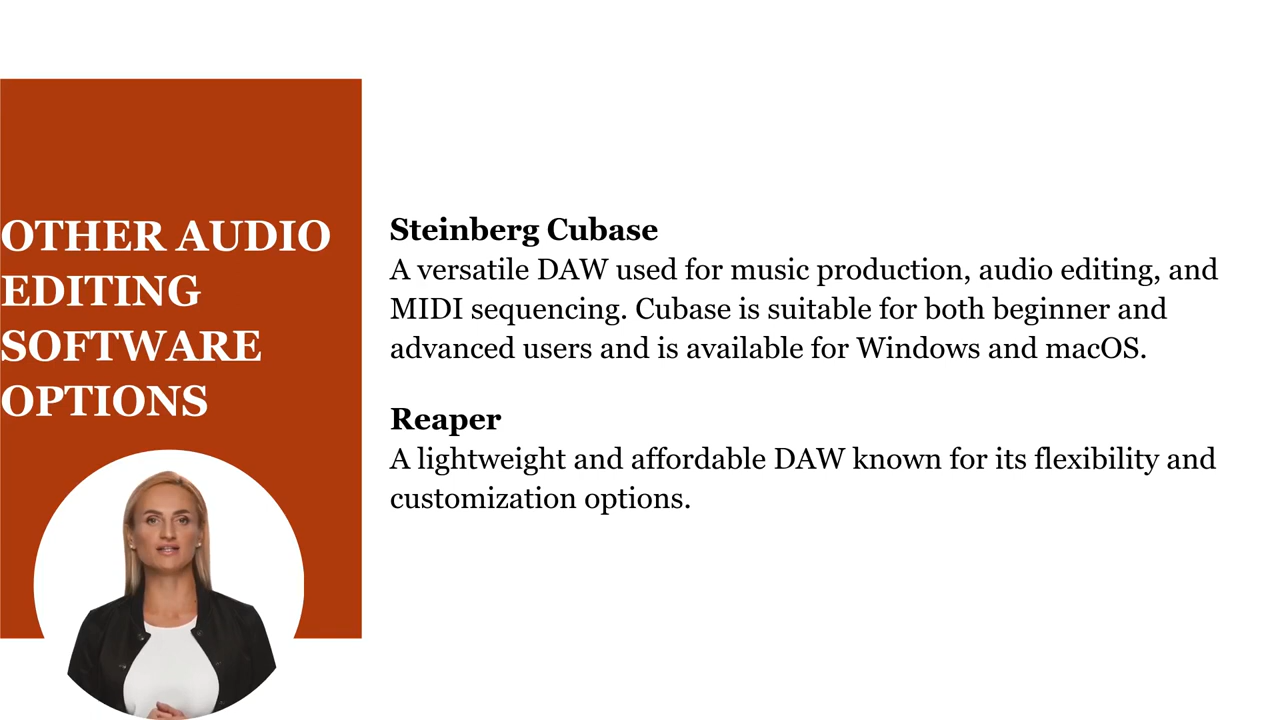 OTHER AUDIO
EDITING
SOFTWARE
OPTIONS
Steinberg Cubase
A versatile DAW used for music production, audio editing, and
MIDI sequencing. Cubase is suitable for both beginner and
advanced users and is available for Windows and macOS.
Reaper
A lightweight and affordable DAW known for its flexibility and
customization options.